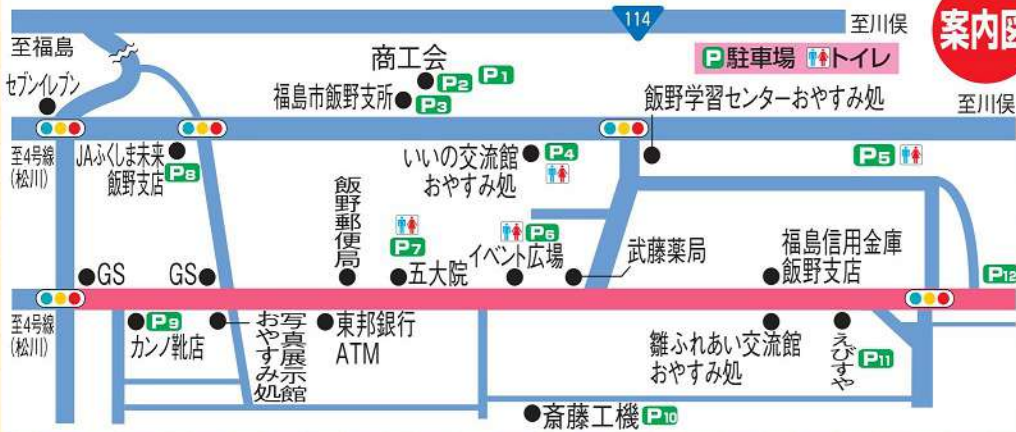 114
至川俣
案内図
至福島
商工会
P駐車場 トイレ
セブンイレブン
P2 P1
福島市飯野支所
P3
飯野学習センターおやすみ処
至川俣
至4号線
(松川)
JAふくしま未来
飯野支店
P8
いいの交流館
おやすみ処
P4
P5
飯野郵便局
P7
P6
イベント広場
五大院
武藤薬局
福島信用金庫
飯野支店
GS
GS
P12
至4号線
(松川)
P9
カンノ靴店
写真展示館
おやすみ処
東邦銀行
ATM
雛ふれあい交流館
おやすみ処
えびすや
P11
斎藤工機 P10